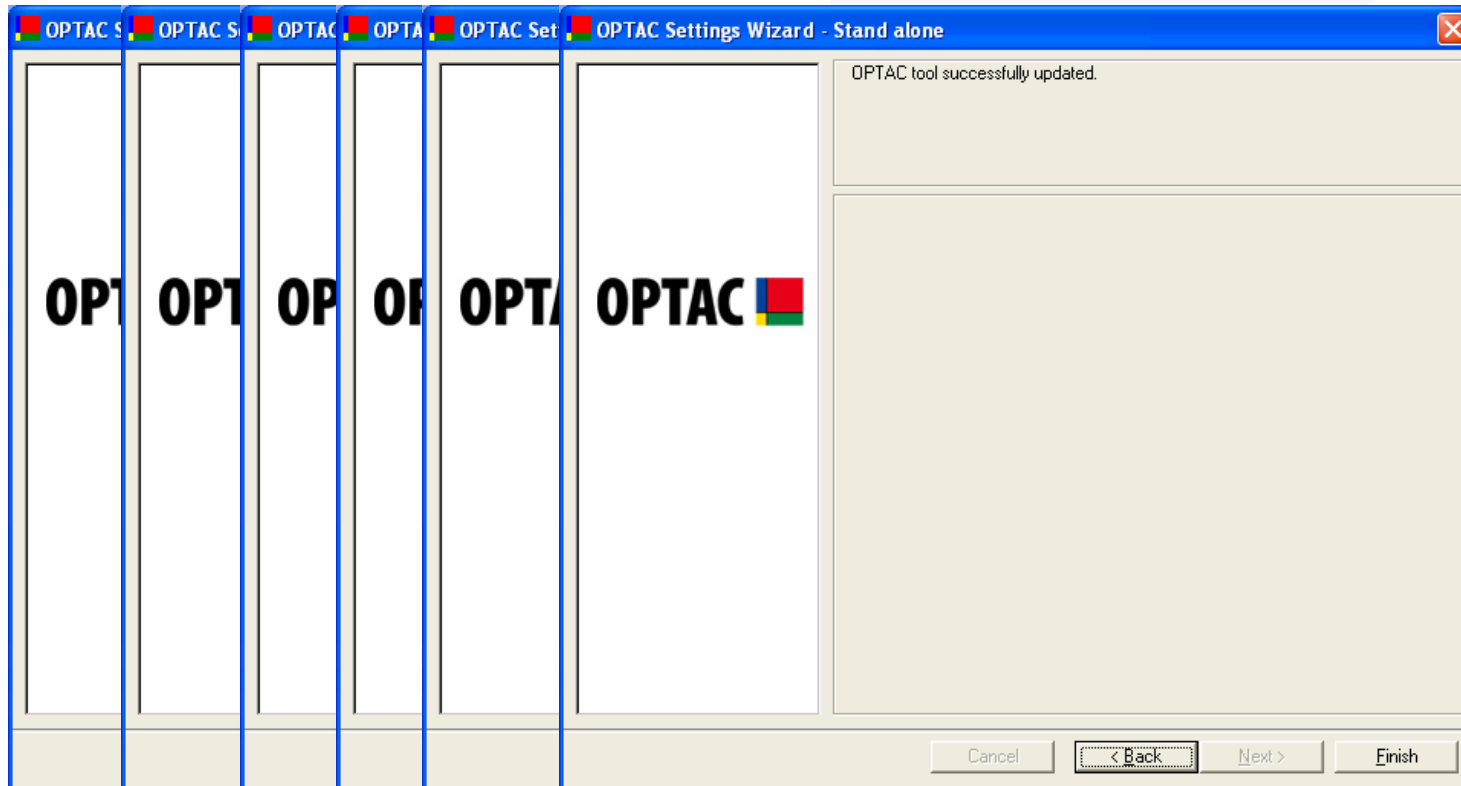 OPTAC S
OPTAC S
OPTAC
OPTA
OPTAC Set
OPTAC Settings Wizard - Stand alone
OPTAC tool successfully updated.
OPT
OPT
OP
OP
OPTA
OPTAC
Cancel
< Back
Next >
Finish